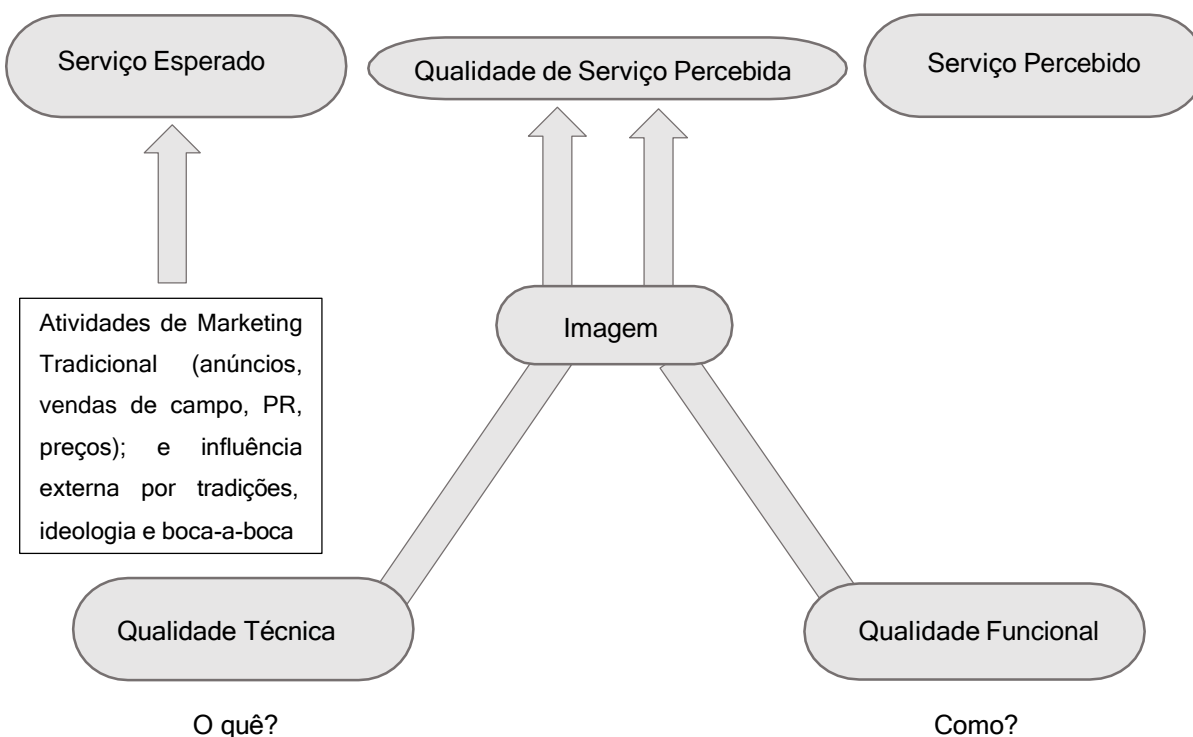 Serviço Esperado
Qualidade de Serviço Percebida
Serviço Percebido
Imagem
Atividades de Marketing
Tradicional (anúncios,
vendas de campo, PR,
preços); e influência
externa por tradições,
ideologia e boca-a-boca
Qualidade Técnica
Qualidade Funcional
O quê?
Como?